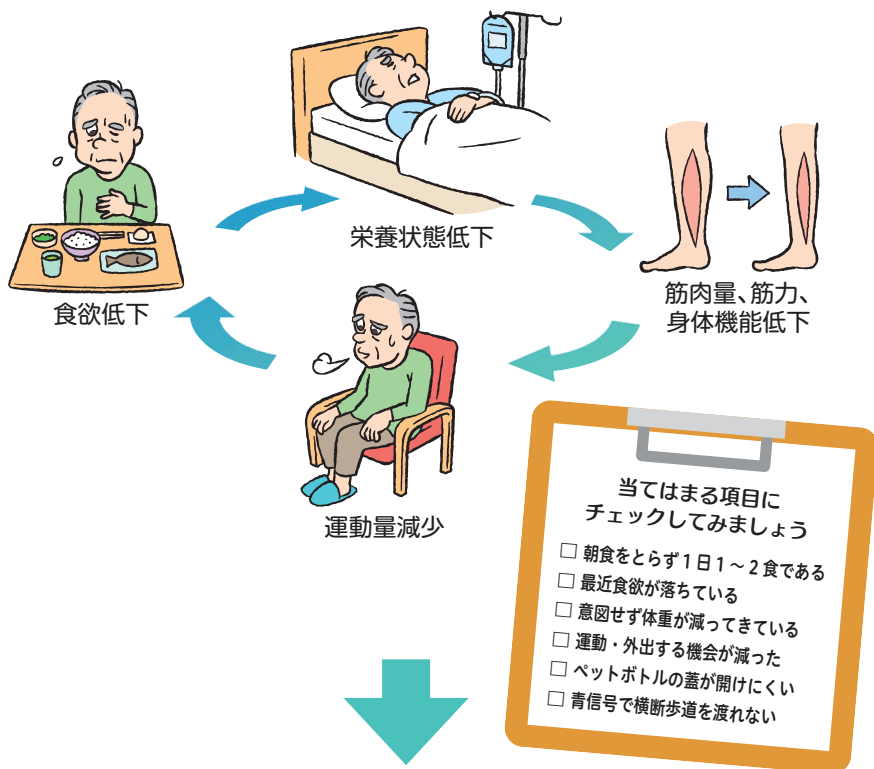 栄養状態低下
食欲低下
筋肉量、筋力、
身体機能低下
運動量減少
当てはまる項目に
チェックしてみましょう
□ 朝食をとらず1日1~2食である
□ 最近食欲が落ちている
□ 意図せず体重が減ってきている
□ 運動・外出する機会が減った
□ ペットボトルの蓋が開けにくい
□ 青信号で横断歩道を渡れない